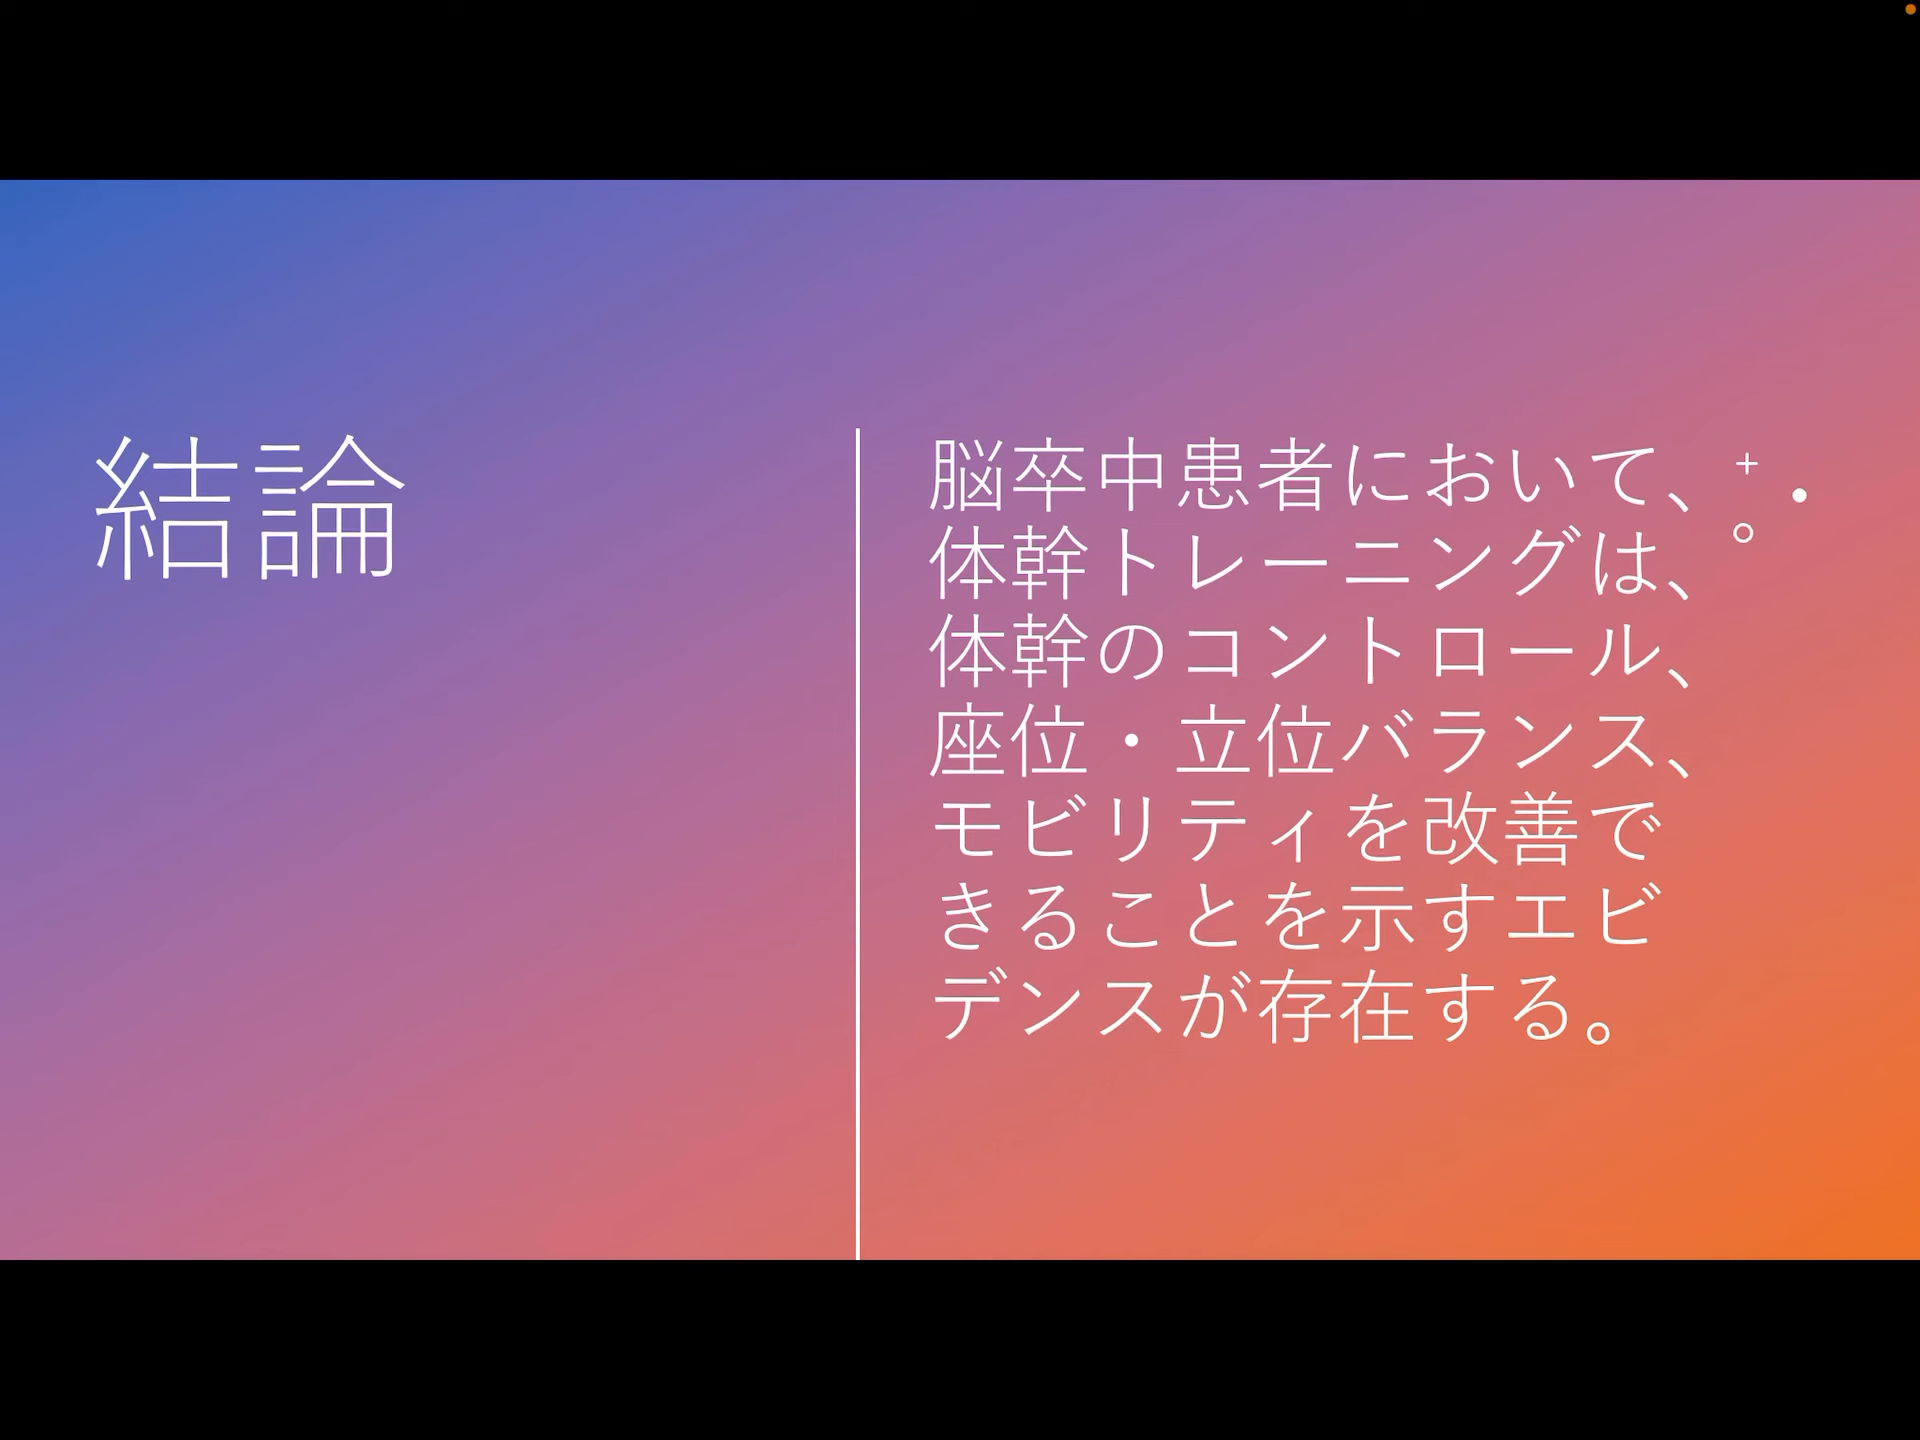 結論
脳卒中患者において、
体幹トレーニングは、
体幹のコントロール、
座位・立位バランス、
モビリティを改善で
きることを示すエビ
デンスが存在する。